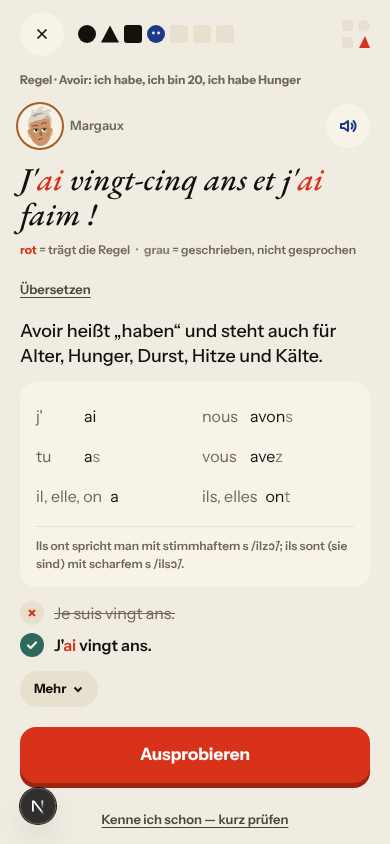 Regel · Avoir: ich habe, ich bin 20, ich habe Hunger
Margaux
J'ai vingt-cinq ans et j'ai
faim !
rot = trägt die Regel · grau = geschrieben, nicht gesprochen
Übersetzen
Avoir heißt „haben“ und steht auch für
Alter, Hunger, Durst, Hitze und Kälte.
j' ai nous avons
tu as vous avez
il, elle, on a ils, elles ont
Ils ont spricht man mit stimmhaftem s /ilzɔ̃/; ils sont (sie
sind) mit scharfem s /ilsɔ̃/.
Je suis vingt ans.
J'ai vingt ans.
Mehr
Ausprobieren
N
Kenne ich schon — kurz prüfen